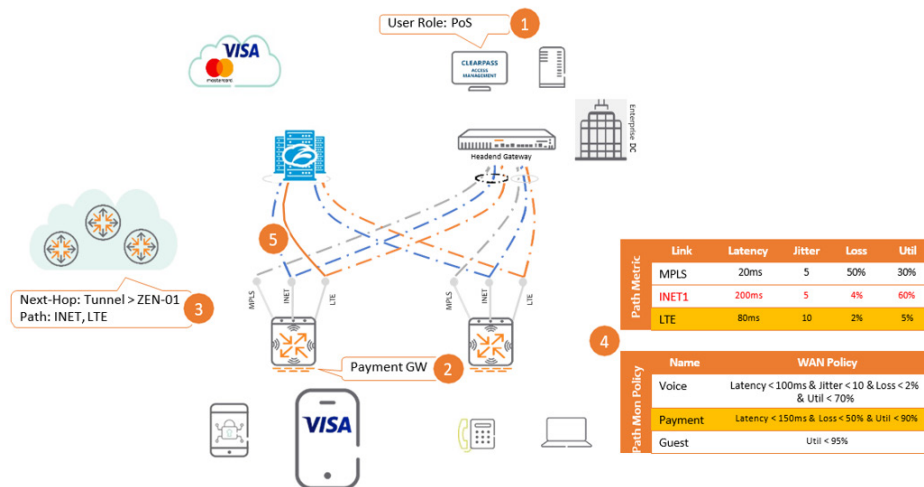 User Role: PoS
1
VISA
mastercard
CLEARPASS
ACCESS
MANAGEMENT
Enterprise DC
Headend Gateway
5
Next-Hop: Tunnel > ZEN-01
Path: INET, LTE
3
MPLS
INET
LTE
MPLS
INET
LTE
Payment GW
2
VISA
4
Path Metric
Link Latency Jitter Loss Util
MPLS 20ms 5 50% 30%
INET1 200ms 5 4% 60%
LTE 80ms 10 2% 5%
Path Mon Policy
Name WAN Policy
Voice Latency < 100ms & Jitter < 10 & Loss < 2%
& Util < 70%
Payment Latency < 150ms & Loss < 50% & Util < 90%
Guest Util < 95%